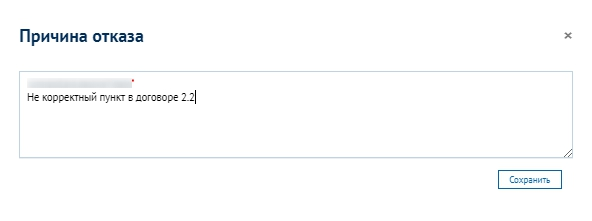 Причина отказа
×
Не корректный пункт в договоре 2.2
Сохранить